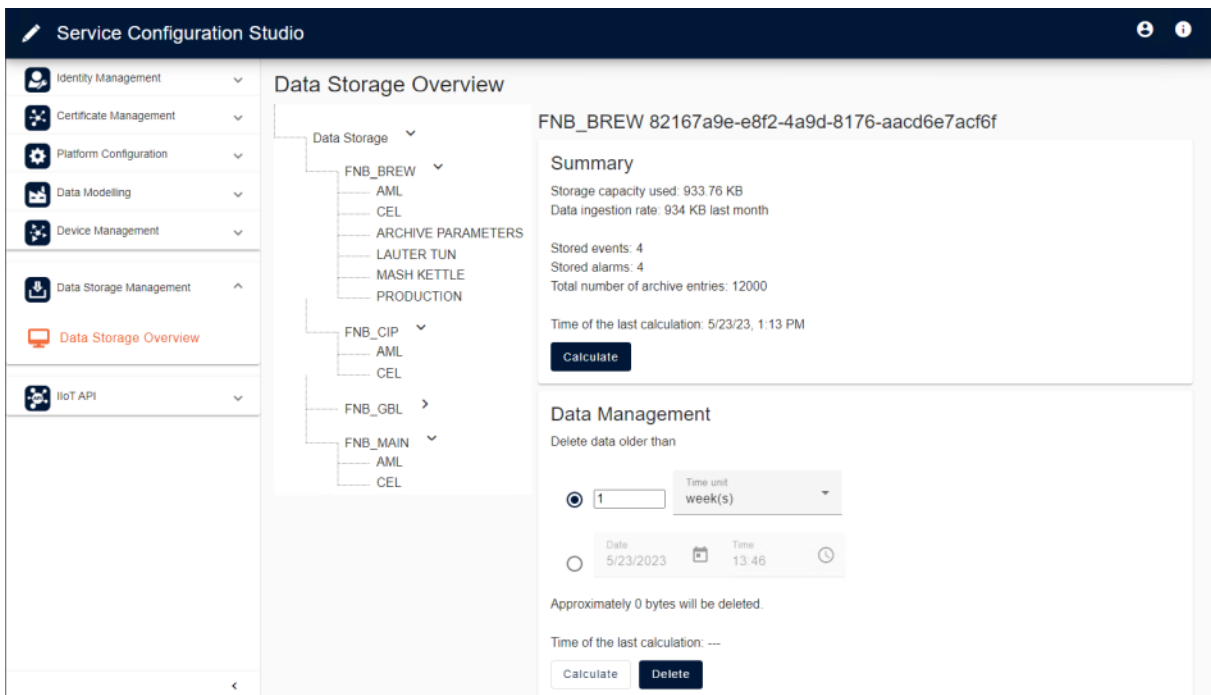 Service Configuration Studio
Identity Management
Certificate Management
Platform Configuration
Data Modelling
Device Management
Data Storage Management
Data Storage Overview
IIoT API
Data Storage Overview
Data Storage
FNB_BREW
AML
CEL
ARCHIVE PARAMETERS
LAUTER TUN
MASH KETTLE
PRODUCTION
FNB_CIP
AML
CEL
FNB_GBL
FNB_MAIN
AML
CEL
FNB_BREW 82167a9e-e8f2-4a9d-8176-aacd6e7acf6f
Summary
Storage capacity used: 933.76 KB
Data ingestion rate: 934 KB last month
Stored events: 4
Stored alarms: 4
Total number of archive entries: 12000
Time of the last calculation: 5/23/23, 1:13 PM
Calculate
Data Management
Delete data older than
1
Time unit
week(s)
Date
5/23/2023
Time
13:46
Approximately 0 bytes will be deleted.
Time of the last calculation: ---
Calculate
Delete